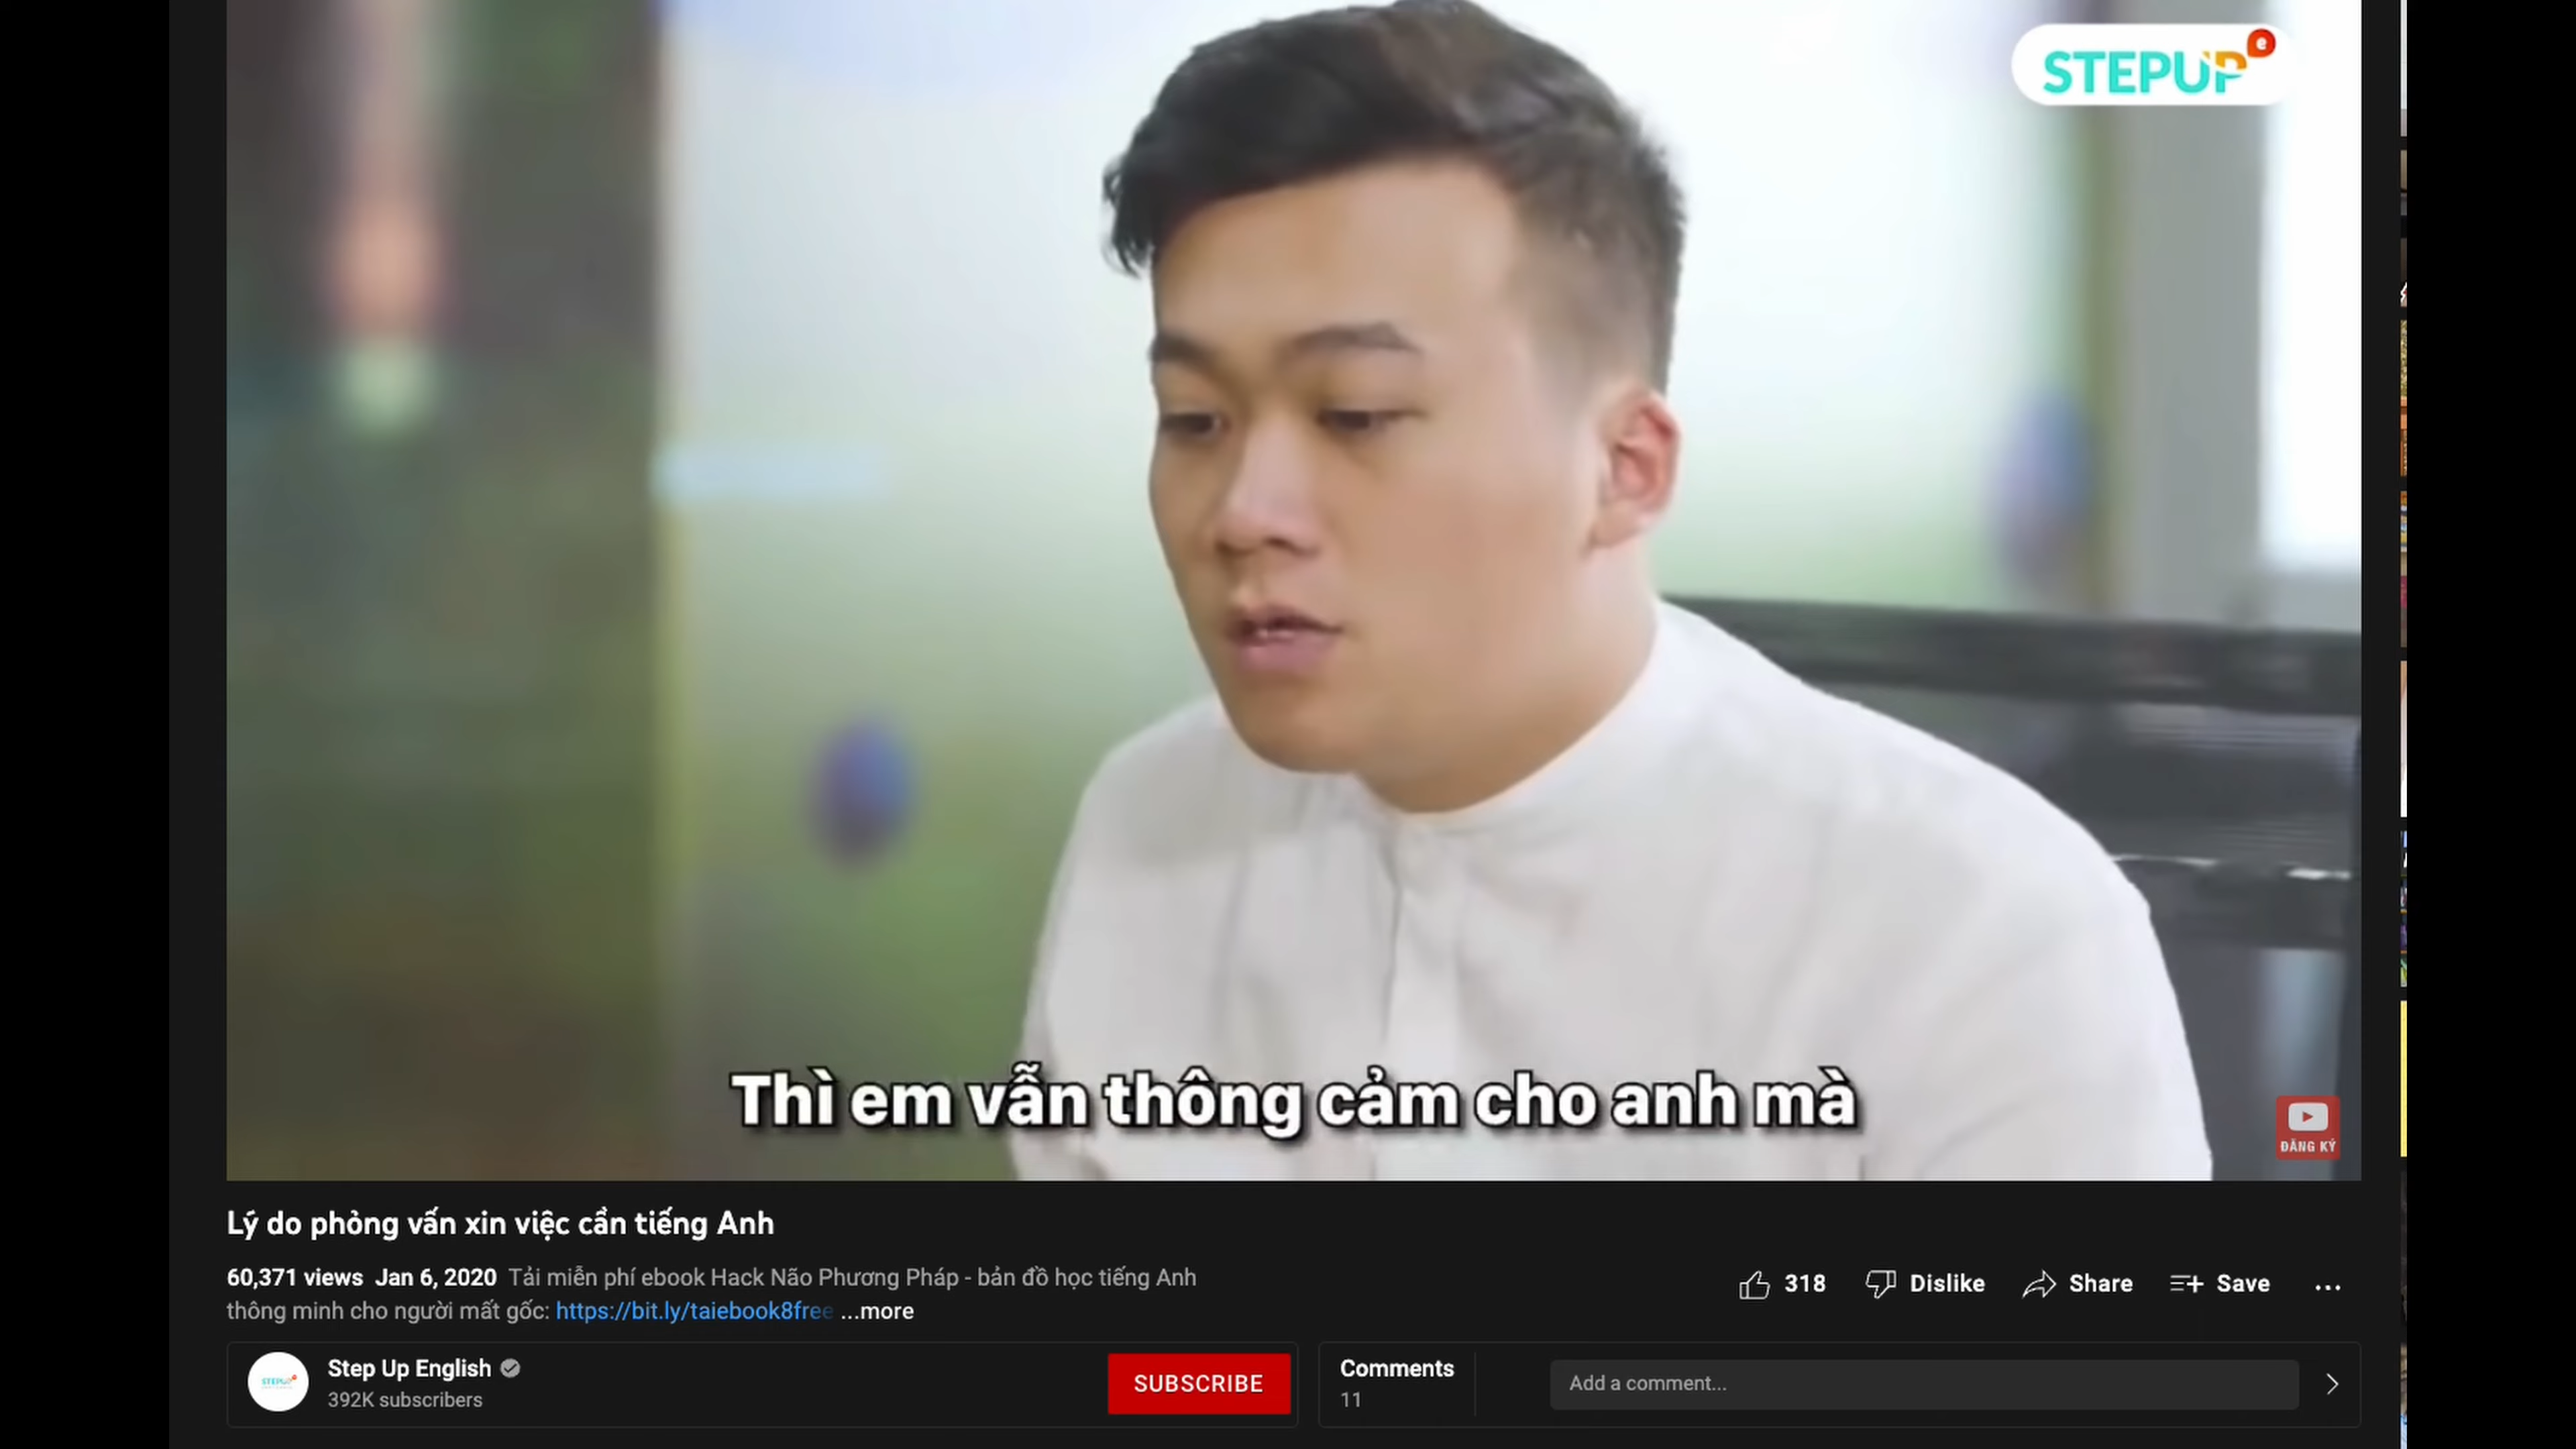 STEPUP e
Thì em vẫn thông cảm cho anh mà
ĐĂNG KÝ
Lý do phỏng vấn xin việc cần tiếng Anh
60,371 views Jan 6, 2020 Tải miễn phí ebook Hack Não Phương Pháp - bản đồ học tiếng Anh
thông minh cho người mất gốc: https://bit.ly/taiebook8free ...more
318 Dislike Share Save ...
STEPUP
Step Up English
392K subscribers
SUBSCRIBE
Comments
11
Add a comment...